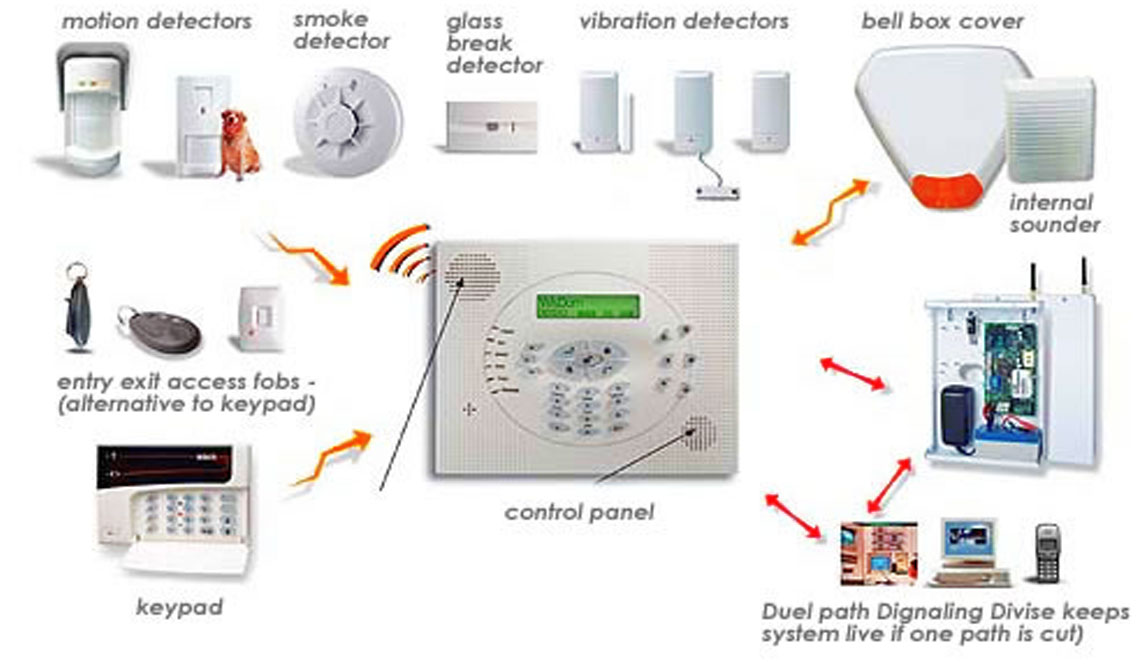 motion detectors
smoke
detector
glass
break
detector
vibration detectors
bell box cover
internal
sounder
entry exit access fobs -
(alternative to keypad)
control panel
keypad
Duel path Dignaling Divise keeps
system live if one path is cut)